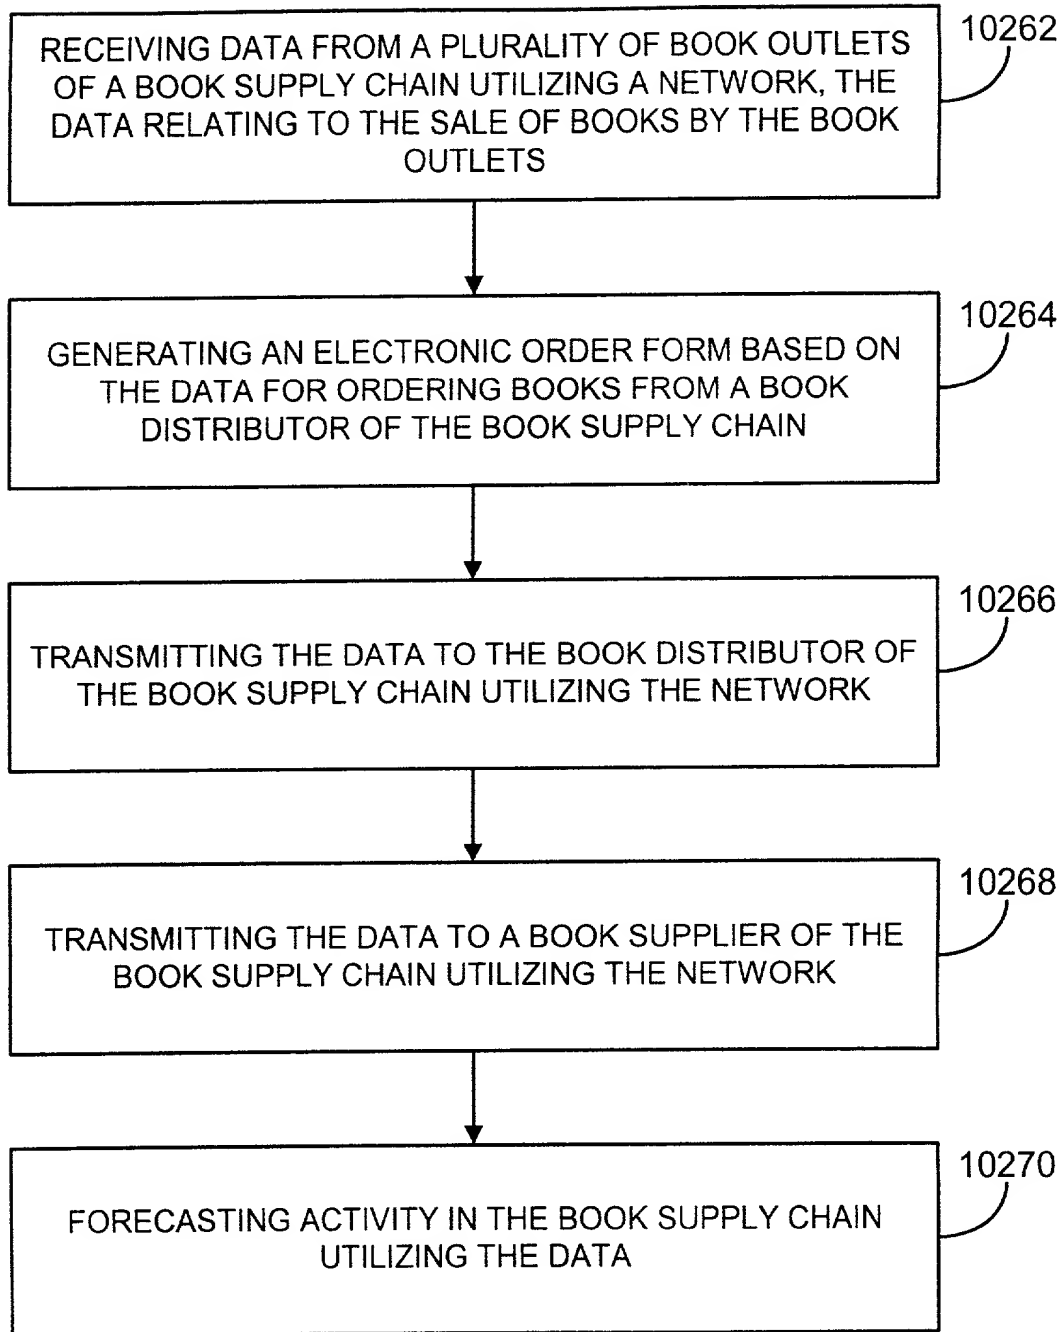 RECEIVING DATA FROM A PLURALITY OF BOOK OUTLETS
OF A BOOK SUPPLY CHAIN UTILIZING A NETWORK, THE
DATA RELATING TO THE SALE OF BOOKS BY THE BOOK
OUTLETS
10262
GENERATING AN ELECTRONIC ORDER FORM BASED ON
THE DATA FOR ORDERING BOOKS FROM A BOOK
DISTRIBUTOR OF THE BOOK SUPPLY CHAIN
10264
TRANSMITTING THE DATA TO THE BOOK DISTRIBUTOR OF
THE BOOK SUPPLY CHAIN UTILIZING THE NETWORK
10266
TRANSMITTING THE DATA TO A BOOK SUPPLIER OF THE
BOOK SUPPLY CHAIN UTILIZING THE NETWORK
10268
FORECASTING ACTIVITY IN THE BOOK SUPPLY CHAIN
UTILIZING THE DATA
10270